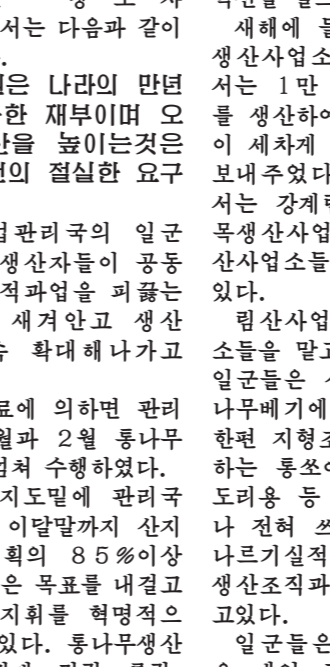 서는 다음과 같이
은 나라의 만년
한 재부이며 오
을 높이는것은
의 절실한 요구
관리국의 일군
생산자들이 공동
적과업을 피끓는
새겨안고 생산
확대해나가고
에 의하면 관리
월과 2월 통나무
쳐 수행하였다.
지도밑에 관리국
이달말까지 산지
획의 85%이상
은 목표를 내걸고
지휘를 혁명적으
있다. 통나무생산
새해에 들
생산사업소
서는 1만
를 생산하여
이 세차게
보내주었다
서는 강계림
목생산사업
산사업소들
있다.
림산사업
소들을 맡고
일군들은
나무베기에
한편 지형조
하는 통쏘이
도리용 등
나 전혀 쓰
나르기실적
생산조직과
고있다.
일군들은